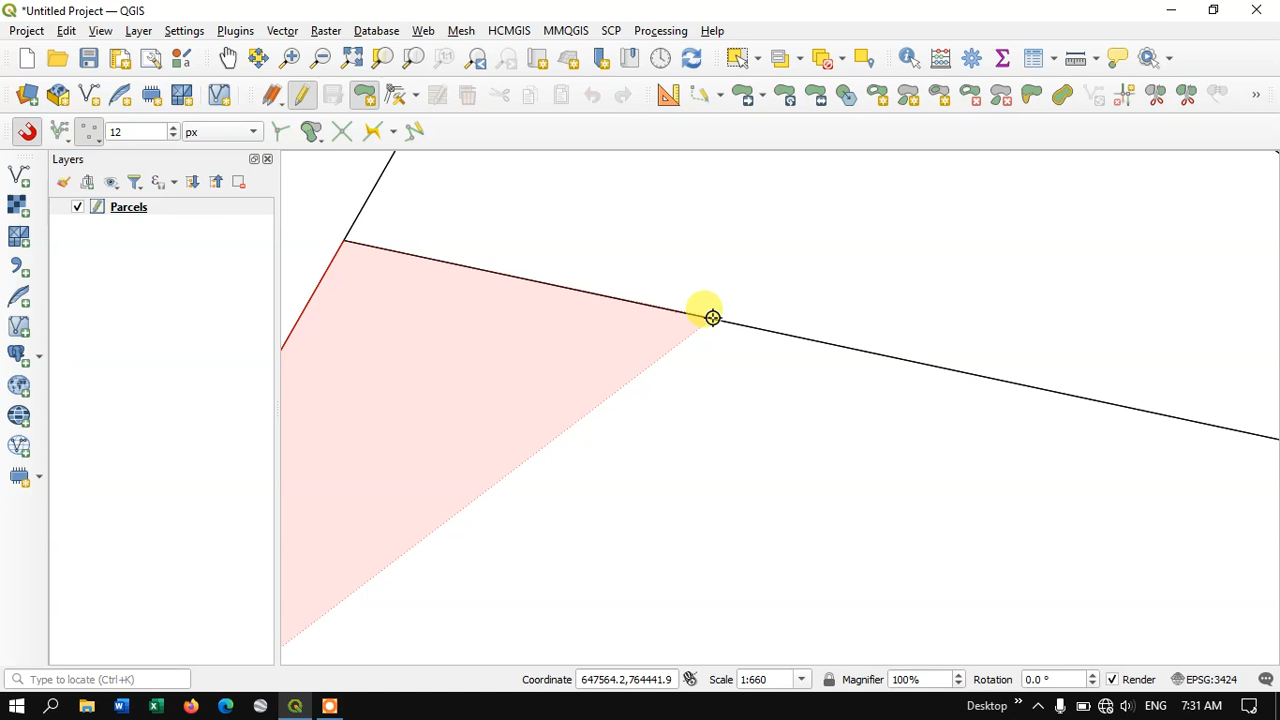 *Untitled Project — QGIS
Project Edit View Layer Settings Plugins Vector Raster Database Web Mesh HCMGIS MMQGIS SCP Processing Help
12 px
Layers
Parcels
Type to locate (Ctrl+K) Coordinate 647564.2,764441.9 Scale 1:660 Magnifier 100% Rotation 0.0 ° Render EPSG:3424
Desktop ENG 7:31 AM